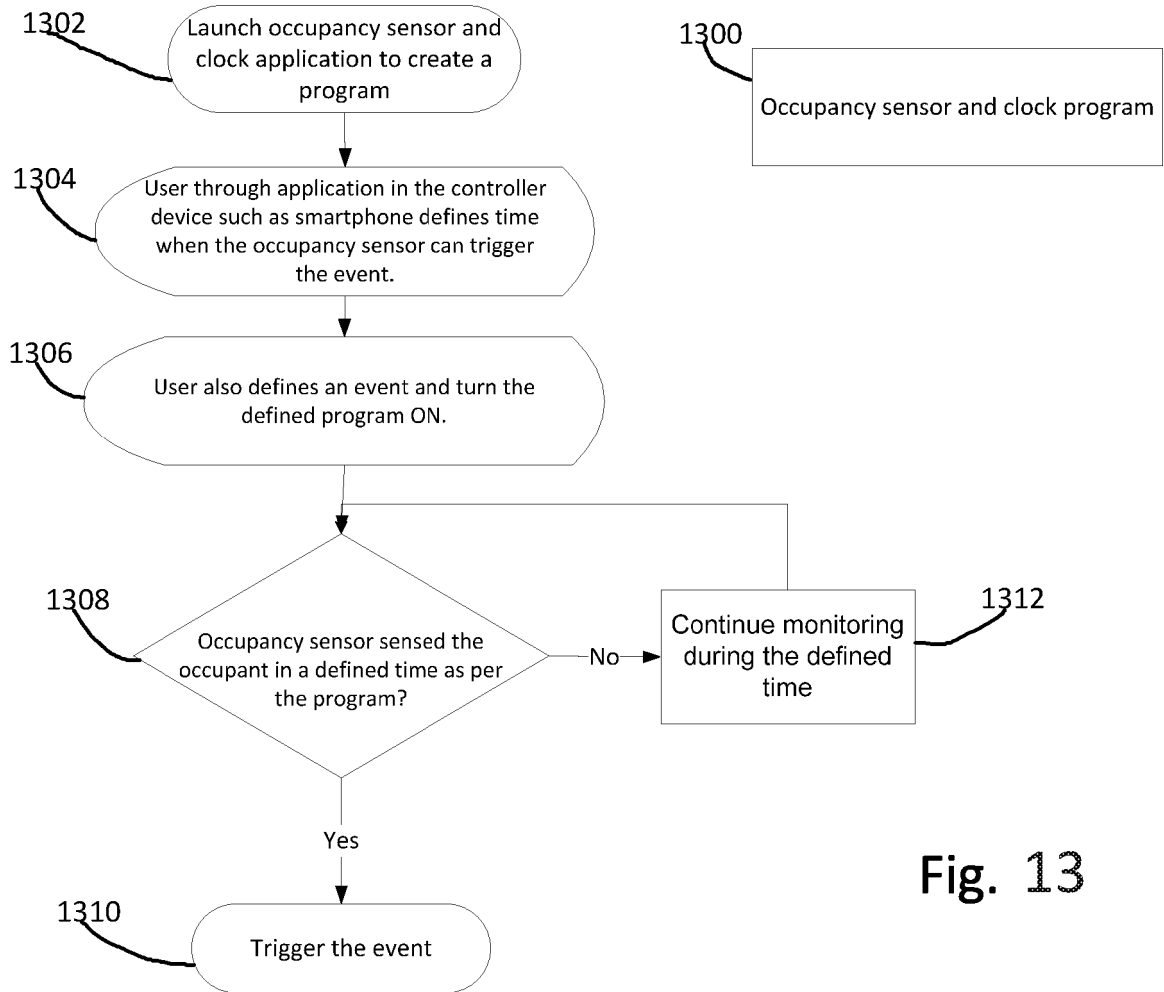 1302
Launch occupancy sensor and
clock application to create a
program
1300
Occupancy sensor and clock program
1304
User through application in the controller
device such as smartphone defines time
when the occupancy sensor can trigger
the event.
1306
User also defines an event and turn the
defined program ON.
1308
Occupancy sensor sensed the
occupant in a defined time as per
the program?
No
Continue monitoring
during the defined
time
1312
Yes
1310
Trigger the event
Fig. 13